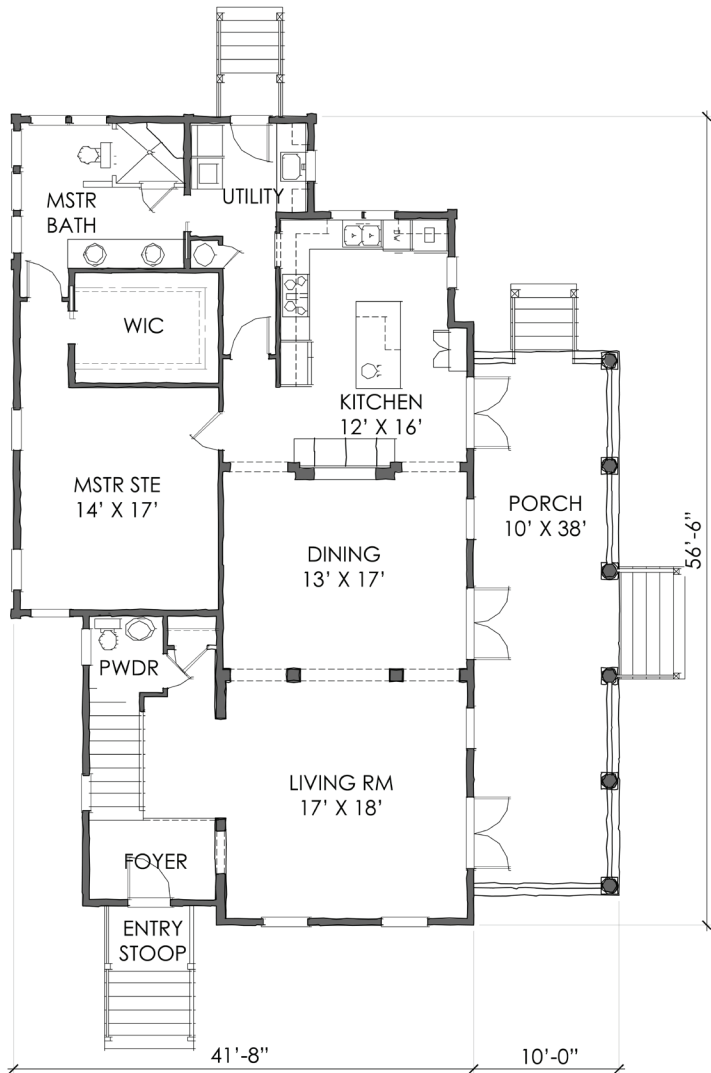 MSTR
BATH
UTILITY
WIC
KITCHEN
12' X 16'
MSTR STE
14' X 17'
PORCH
10' X 38'
56'-6"
DINING
13' X 17'
PWDR
LIVING RM
17' X 18'
FOYER
ENTRY
STOOP
41'-8"
10'-0"